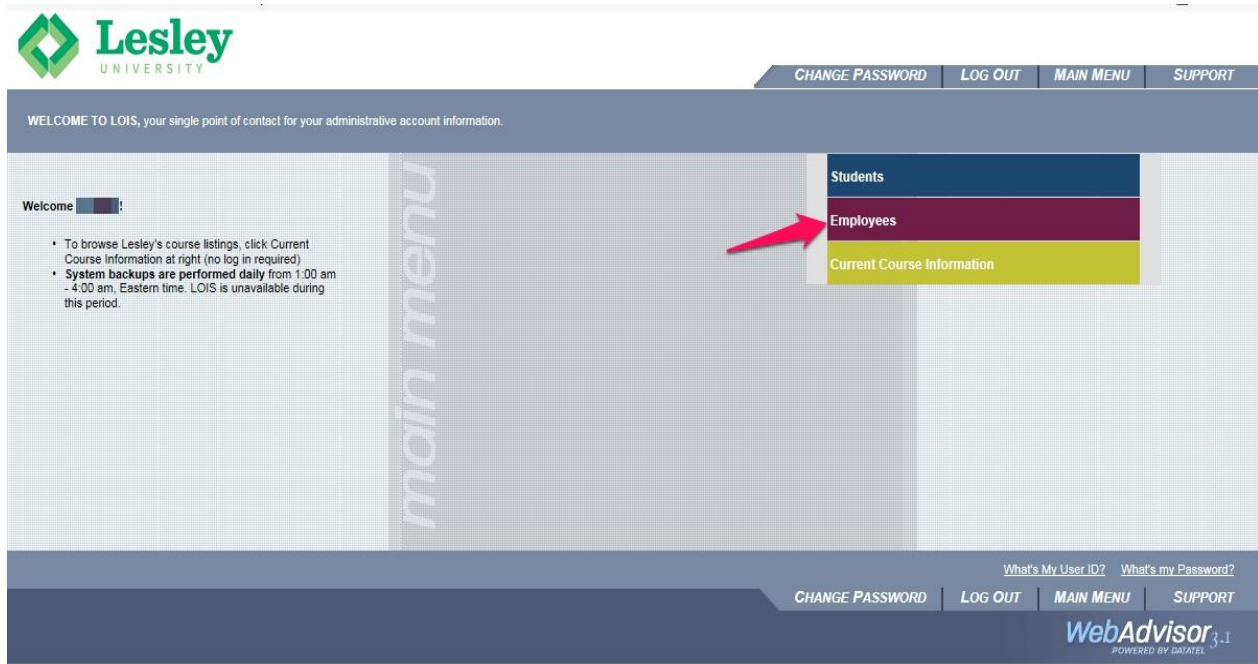 Lesley
UNIVERSITY
CHANGE PASSWORD LOG OUT MAIN MENU SUPPORT
WELCOME TO LOIS, your single point of contact for your administrative account information.
Welcome !
• To browse Lesley's course listings, click Current
Course Information at right (no log in required)
• System backups are performed daily from 1:00 am
- 4:00 am, Eastern time. LOIS is unavailable during
this period.
main menu
Students
Employees
Current Course Information
What's My User ID? What's my Password?
CHANGE PASSWORD LOG OUT MAIN MENU SUPPORT
WebAdvisor 3.1
POWERED BY DATATEL